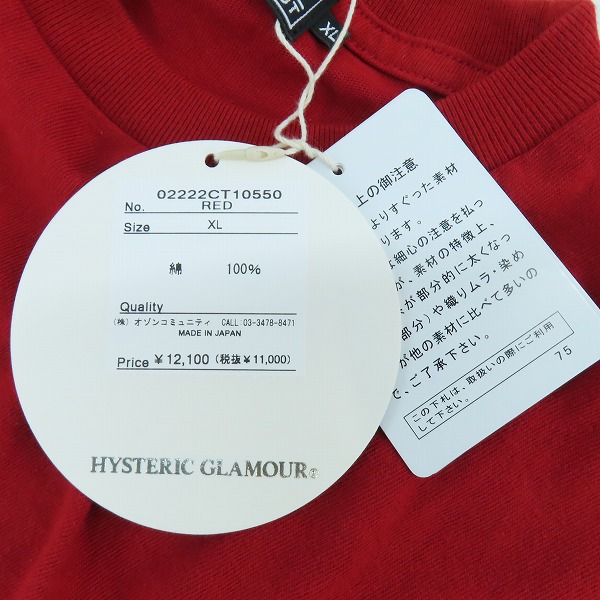 XL
02222CT10550
No. RED
Size XL
綿 100%
Quality
(株) オゾンコミュニティ CALL:03-3478-8471
MADE IN JAPAN
Price ¥12,100 (税抜¥11,000)
HYSTERIC GLAMOUR
上の御注意
よりすぐった素材
ります。
細心の注意を払っ
が、素材の特徴上、
が部分的に太くなっ
部分)や織りムラ・染め
が他の素材に比べて多いの
で、ご了承下さい。
この下札は、取扱いの際にご利用
して下さい。
75